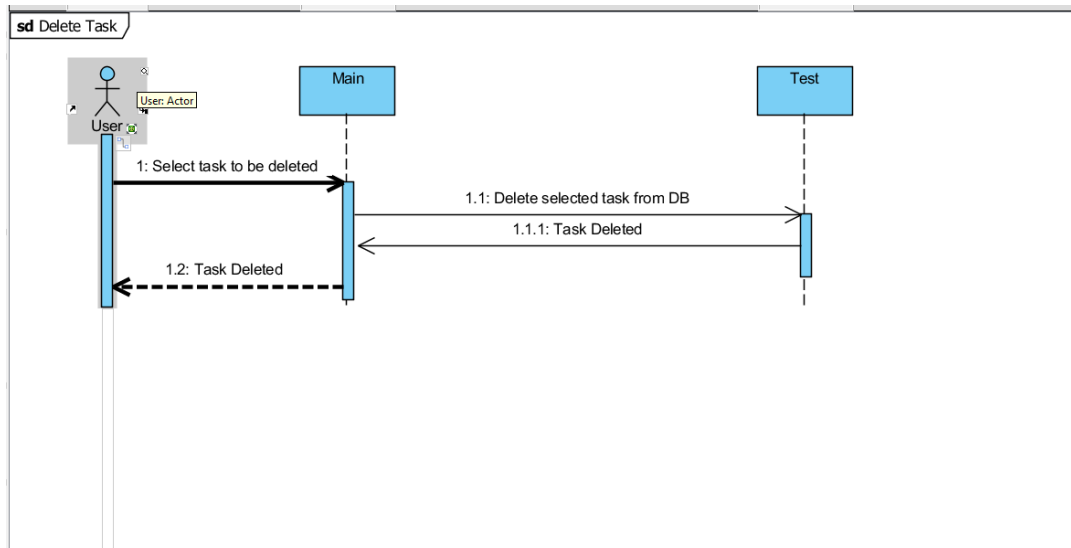 sd Delete Task
Main
Test
User: Actor
User
1: Select task to be deleted
1.1: Delete selected task from DB
1.1.1: Task Deleted
1.2: Task Deleted